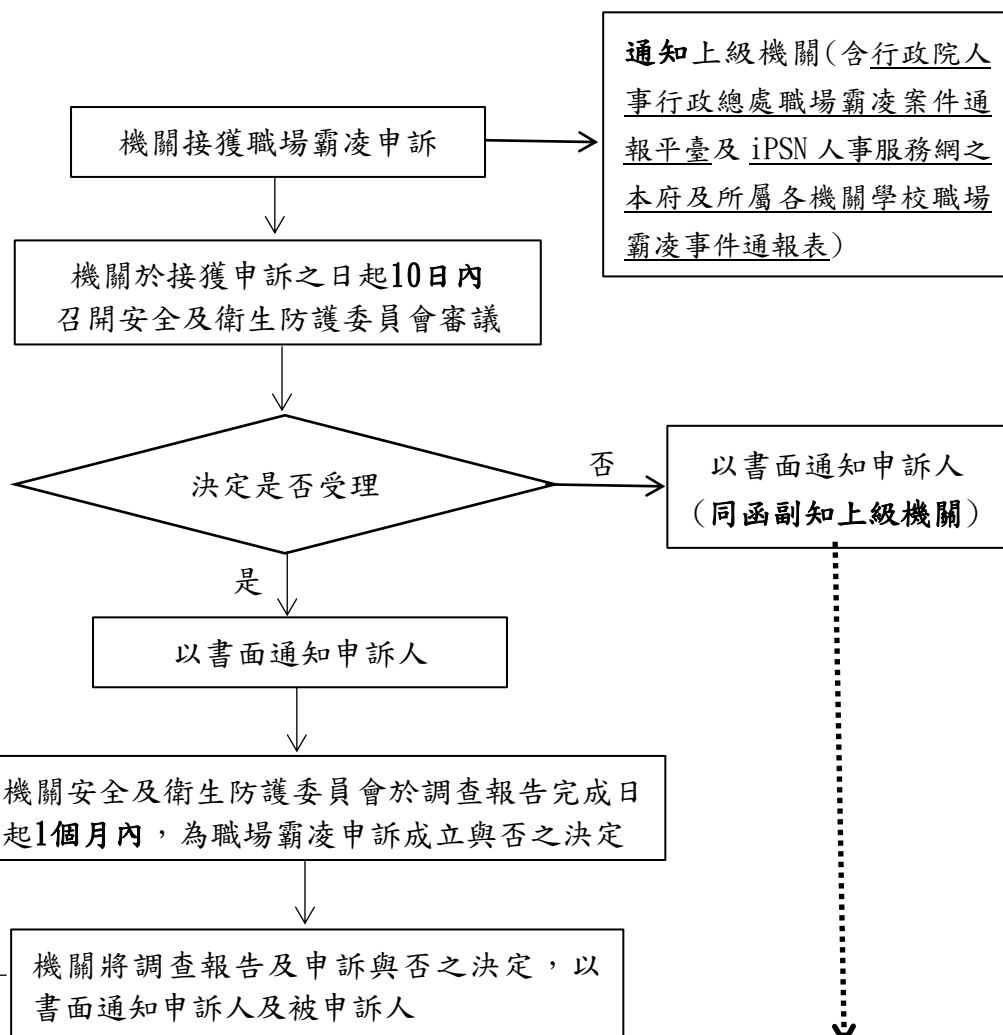 通知上級機關(含行政院人
事行政總處職場霸凌案件通
報平臺及 iPSN 人事服務網之
本府及所屬各機關學校職場
霸凌事件通報表)
機關接獲職場霸凌申訴
機關於接獲申訴之日起10日內
召開安全及衛生防護委員會審議
決定是否受理
否
以書面通知申訴人
(同函副知上級機關)
是
以書面通知申訴人
機關安全及衛生防護委員會於調查報告完成日
起1個月內，為職場霸凌申訴成立與否之決定
機關將調查報告及申訴與否之決定，以
書面通知申訴人及被申訴人